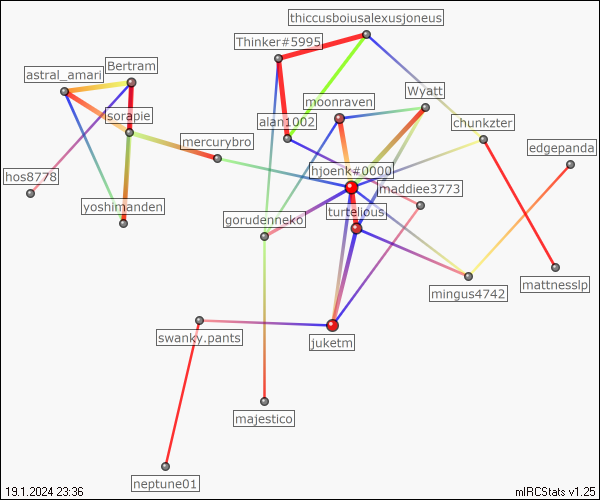 thiccusboiusalexusjoneus
Thinker#5995
Bertram
astral_amari
Wyatt
moonraven
sorapie
alan1002
chunkzter
mercurybro
edgepanda
hjoenk#0000
hos8778
maddiee3773
yoshimanden
turtelious
gorudenneko
mattnesslp
mingus4742
swanky.pants
juketm
majestico
neptune01
19.1.2024 23:36
mIRCStats v1.25